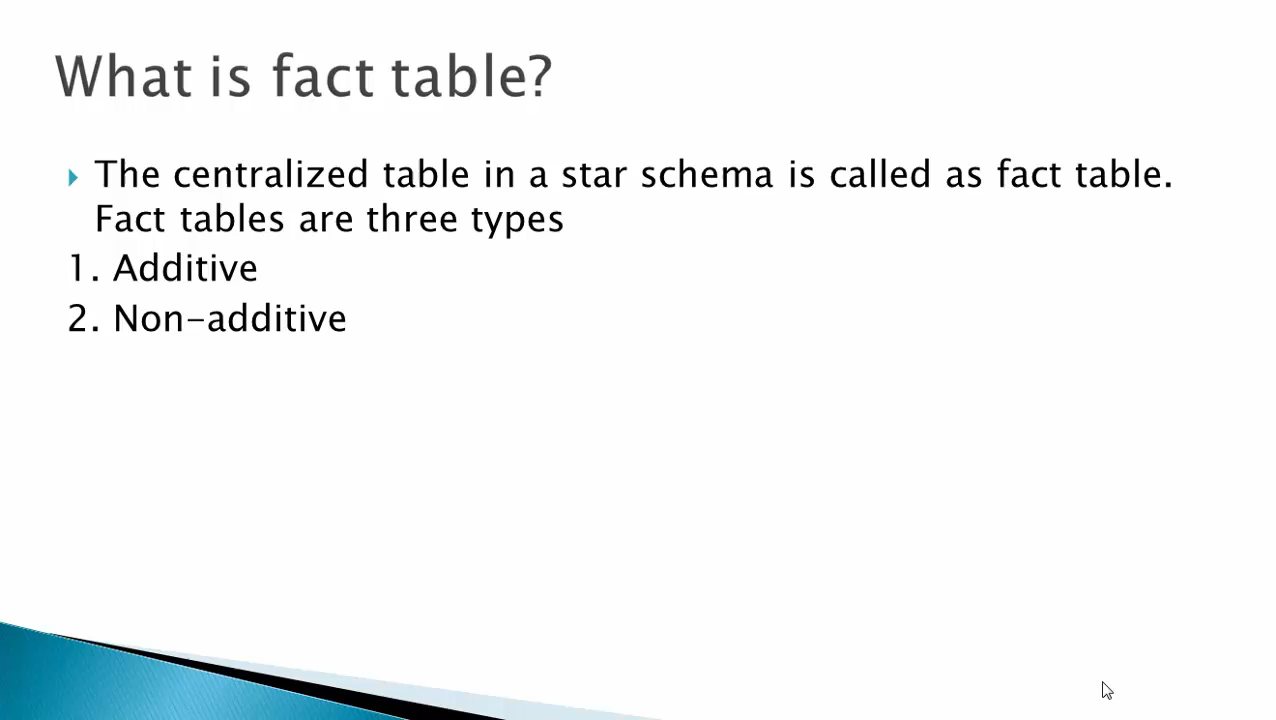 What is fact table?
The centralized table in a star schema is called as fact table.
Fact tables are three types
1. Additive
2. Non-additive